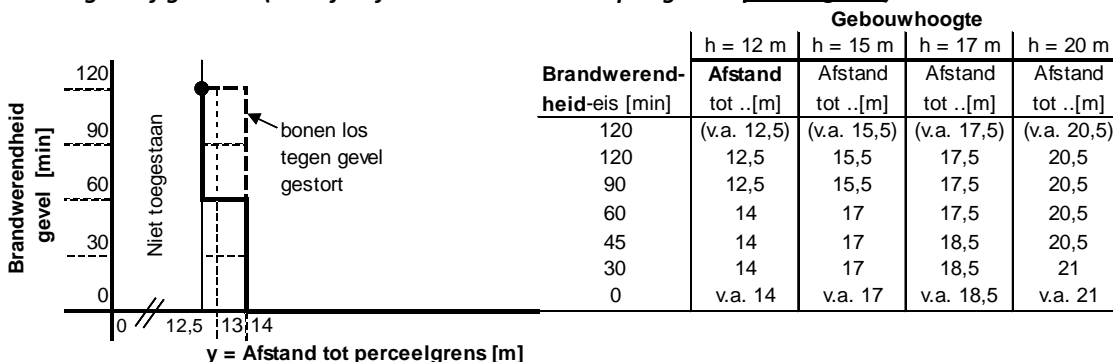 Gebouwhoogte
h = 12 m h = 15 m h = 17 m h = 20 m
Brandwerend- Afstand Afstand Afstand Afstand
heid-eis [min] tot ..[m] tot ..[m] tot ..[m] tot ..[m]
120 (v.a. 12,5) (v.a. 15,5) (v.a. 17,5) (v.a. 20,5)
120 12,5 15,5 17,5 20,5
90 12,5 15,5 17,5 20,5
60 14 17 17,5 20,5
45 14 17 18,5 20,5
30 14 17 18,5 21
0 v.a. 14 v.a. 17 v.a. 18,5 v.a. 21
Brandwerendheid
gevel [min]
120
90
60
30
0
Niet toegestaan
bonen los
tegen gevel
gestort
0 12,5 13 14
y = Afstand tot perceelgrens [m]